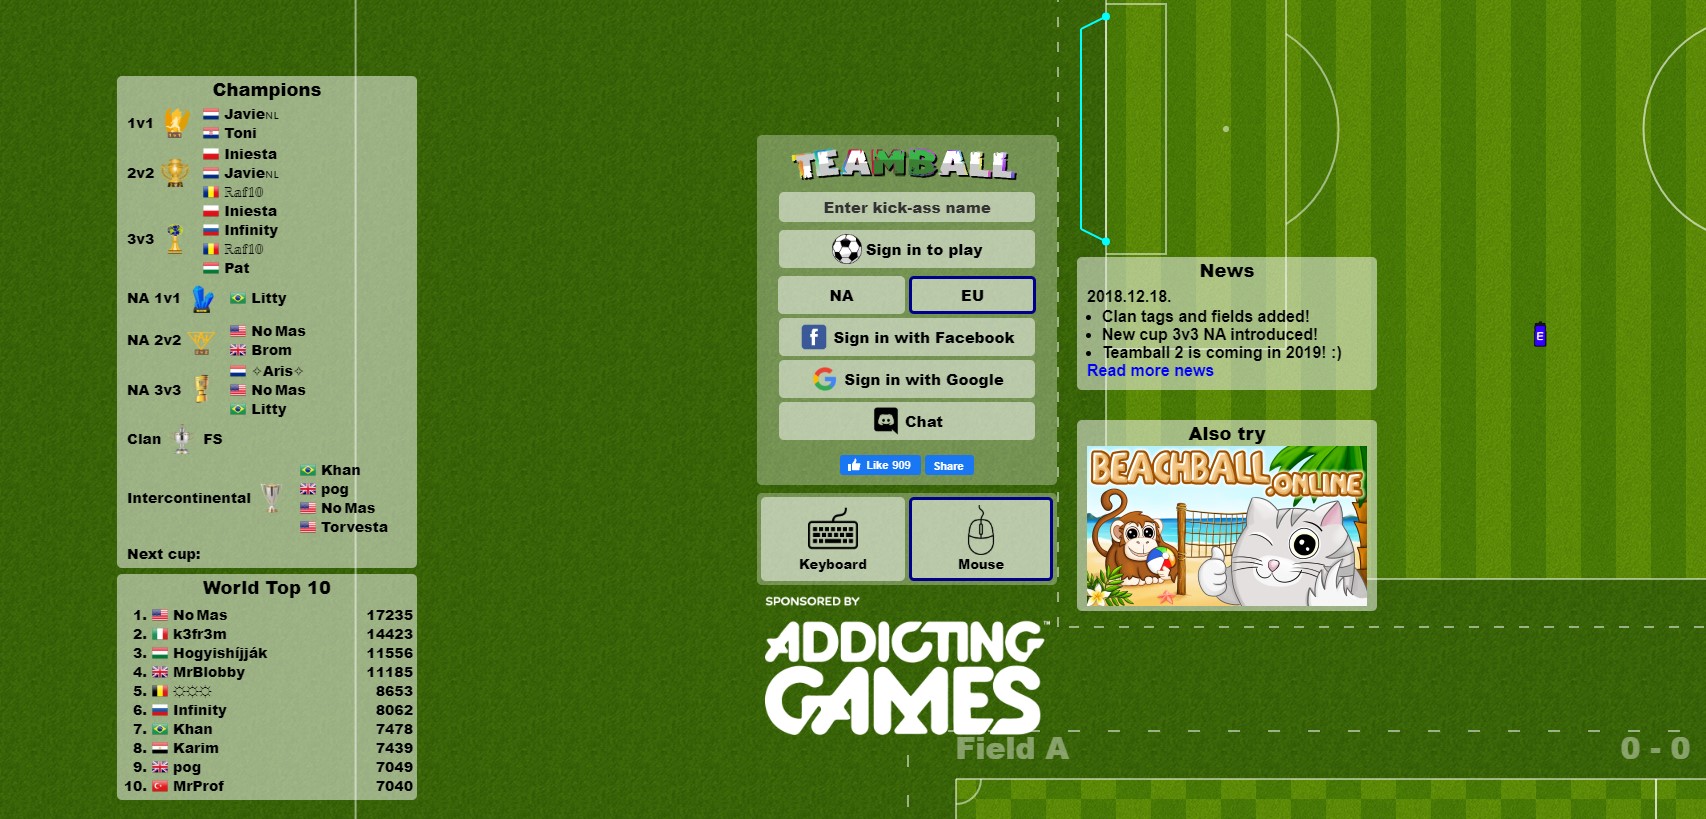 Champions
1v1
JavieNL
Toni
2v2
Iniesta
JavieNL
ℝaf10
3v3
Iniesta
Infinity
ℝaf10
Pat
NA 1v1
Litty
NA 2v2
No Mas
Brom
NA 3v3
✧Aris✧
No Mas
Litty
Clan FS
Intercontinental
Khan
pog
No Mas
Torvesta
Next cup:
World Top 10
1. No Mas 17235
2. k3fr3m 14423
3. Hogyishíjják 11556
4. MrBlobby 11185
5. ☼☼☼ 8653
6. Infinity 8062
7. Khan 7478
8. Karim 7439
9. pog 7049
10. MrProf 7040
TEAMBALL
Enter kick-ass name
Sign in to play
NA EU
Sign in with Facebook
Sign in with Google
Chat
Like 909 Share
Keyboard Mouse
SPONSORED BY
ADDICTING™
GAMES
News
2018.12.18.
• Clan tags and fields added!
• New cup 3v3 NA introduced!
• Teamball 2 is coming in 2019! :)
Read more news
Also try
BEACHBALL
.ONLINE
E
Field A 0 - 0